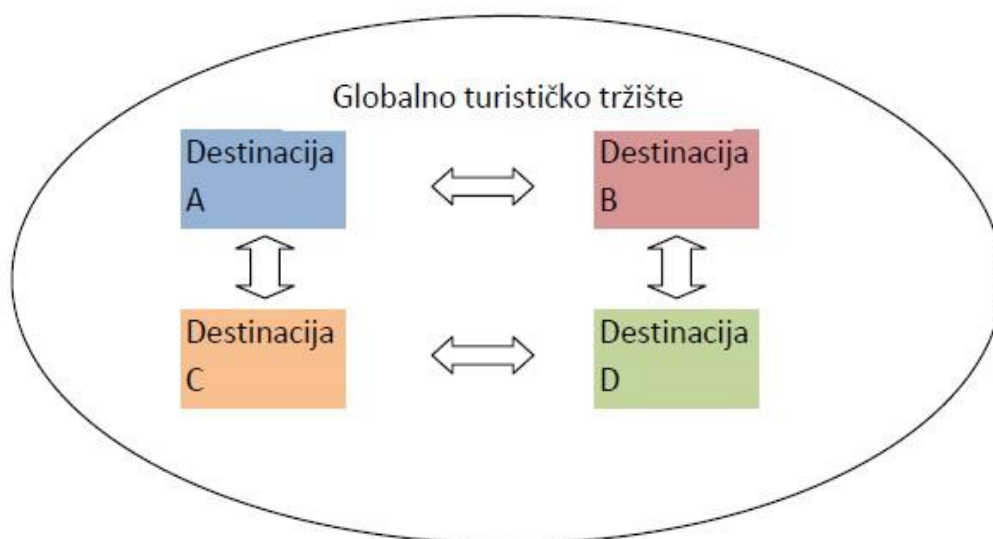 Globalno turističko tržište
Destinacija
A
Destinacija
B
Destinacija
C
Destinacija
D